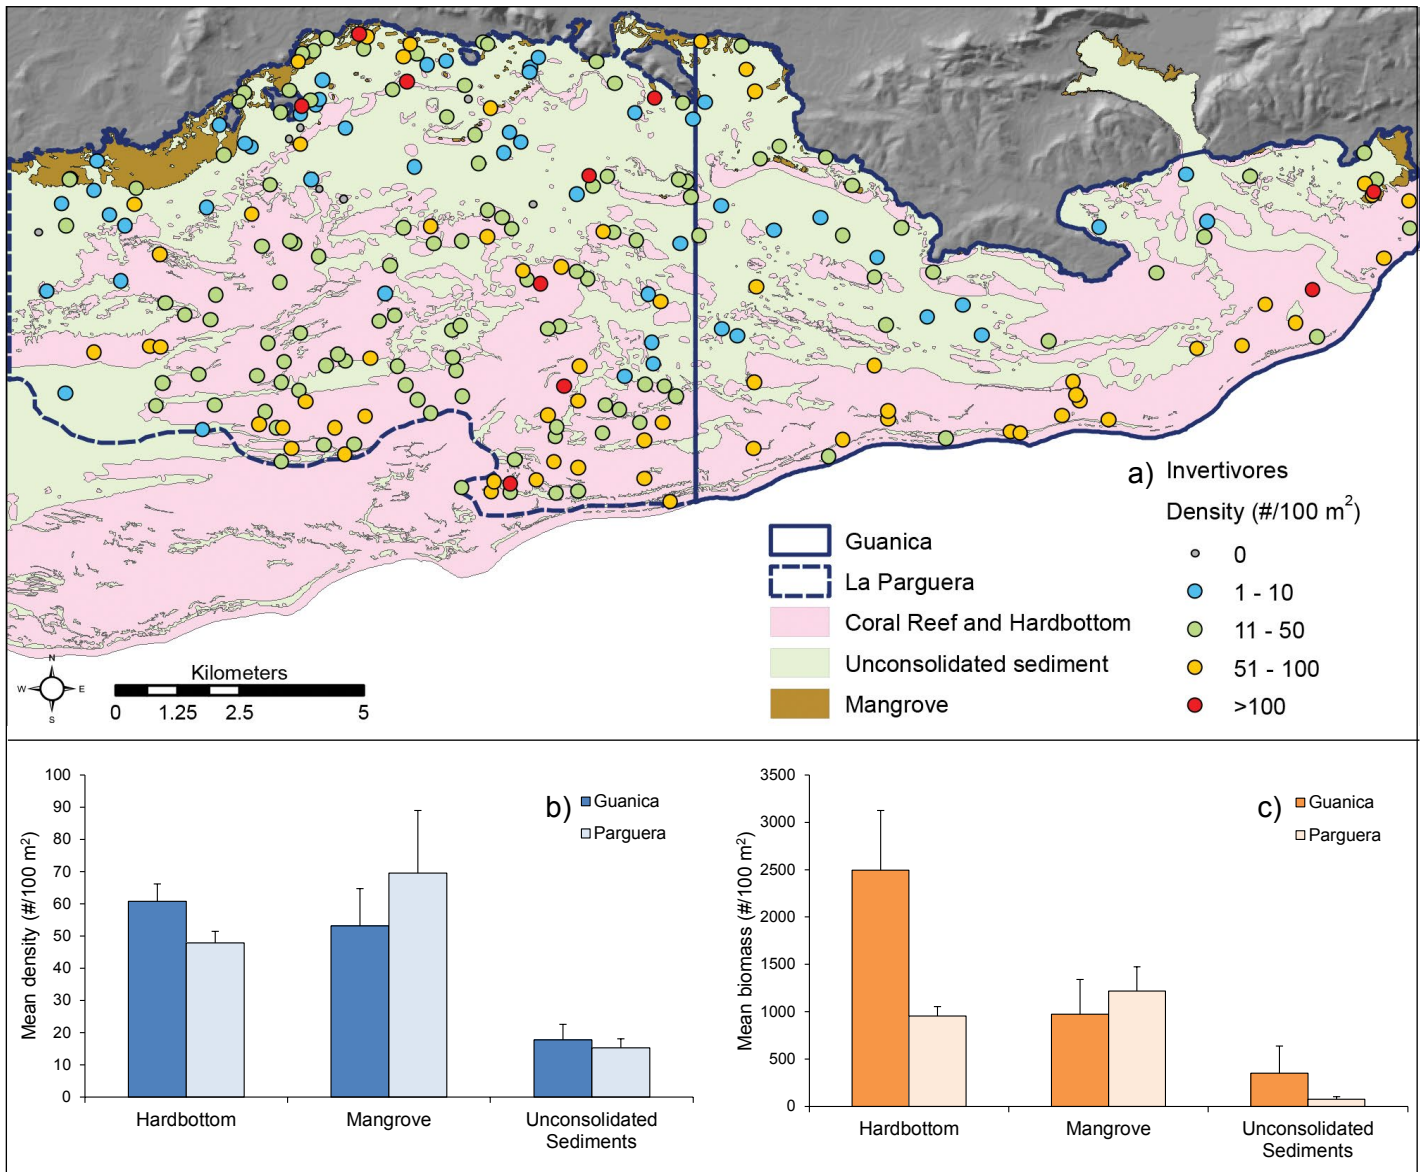 a) Invertivores
Density (#/100 m²)
0
1 - 10
11 - 50
51 - 100
>100
Guanica
La Parguera
Coral Reef and Hardbottom
Unconsolidated sediment
Mangrove
N
W E
S
Kilometers
0 1.25 2.5 5
b)
Guanica
Parguera
Mean density (#/100 m²)
100
90
80
70
60
50
40
30
20
10
0
Hardbottom
Mangrove
Unconsolidated
Sediments
c)
Guanica
Parguera
Mean biomass (#/100 m²)
3500
3000
2500
2000
1500
1000
500
0
Hardbottom
Mangrove
Unconsolidated
Sediments